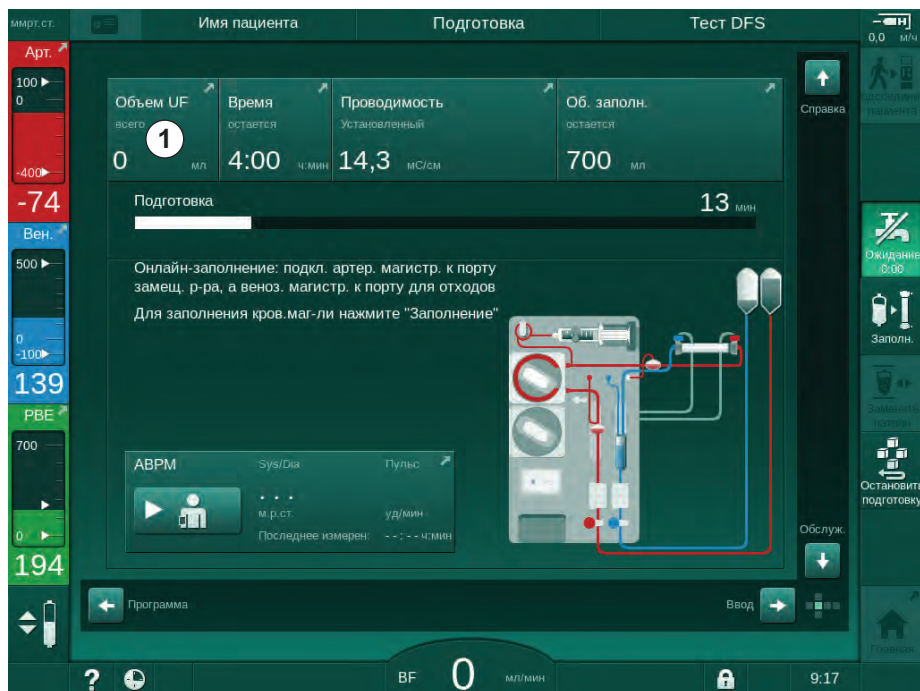 ммрт.ст.
Имя пациента
Подготовка
Тест DFS
0,0 м/ч
Арт.
100
0
-400
-74
Вен.
500
0
-100
139
PBE
700
0
194
Объем UF
всего
1
0 мл
Время
остается
4:00 ч:мин
Проводимость
Установленный
14,3 мС/см
Об. заполн.
остается
700 мл
Подготовка
13 мин
Онлайн-заполнение: подкл. артер. магистр. к порту
замещ. р-ра, а веноз. магистр. к порту для отходов
Для заполнения кров.маг-ли нажмите "Заполнение"
ABPM
Sys/Dia
Пульс
. . .
м.р.ст.
уд/мин
Последнее измерен:
--:-- ч:мин
Справка
Обслуж.
Программа
Ввод
пациента
Ожидание
0:00
Заполн.
Заменить
Остановить
подготовку
Главная
?
BF 0 мл/мин
9:17